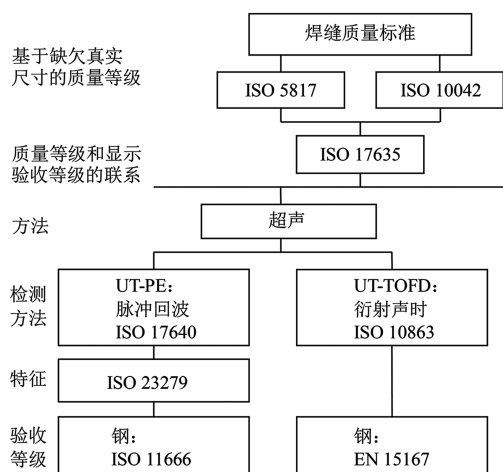 焊缝质量标准
基于缺欠真实
尺寸的质量等级
ISO 5817
ISO 10042
质量等级和显示
验收等级的联系
ISO 17635
方法
超声
检测
方法
UT-PE：
脉冲回波
ISO 17640
UT-TOFD：
衍射声时
ISO 10863
特征
ISO 23279
验收
等级
钢：
ISO 11666
钢：
EN 15167